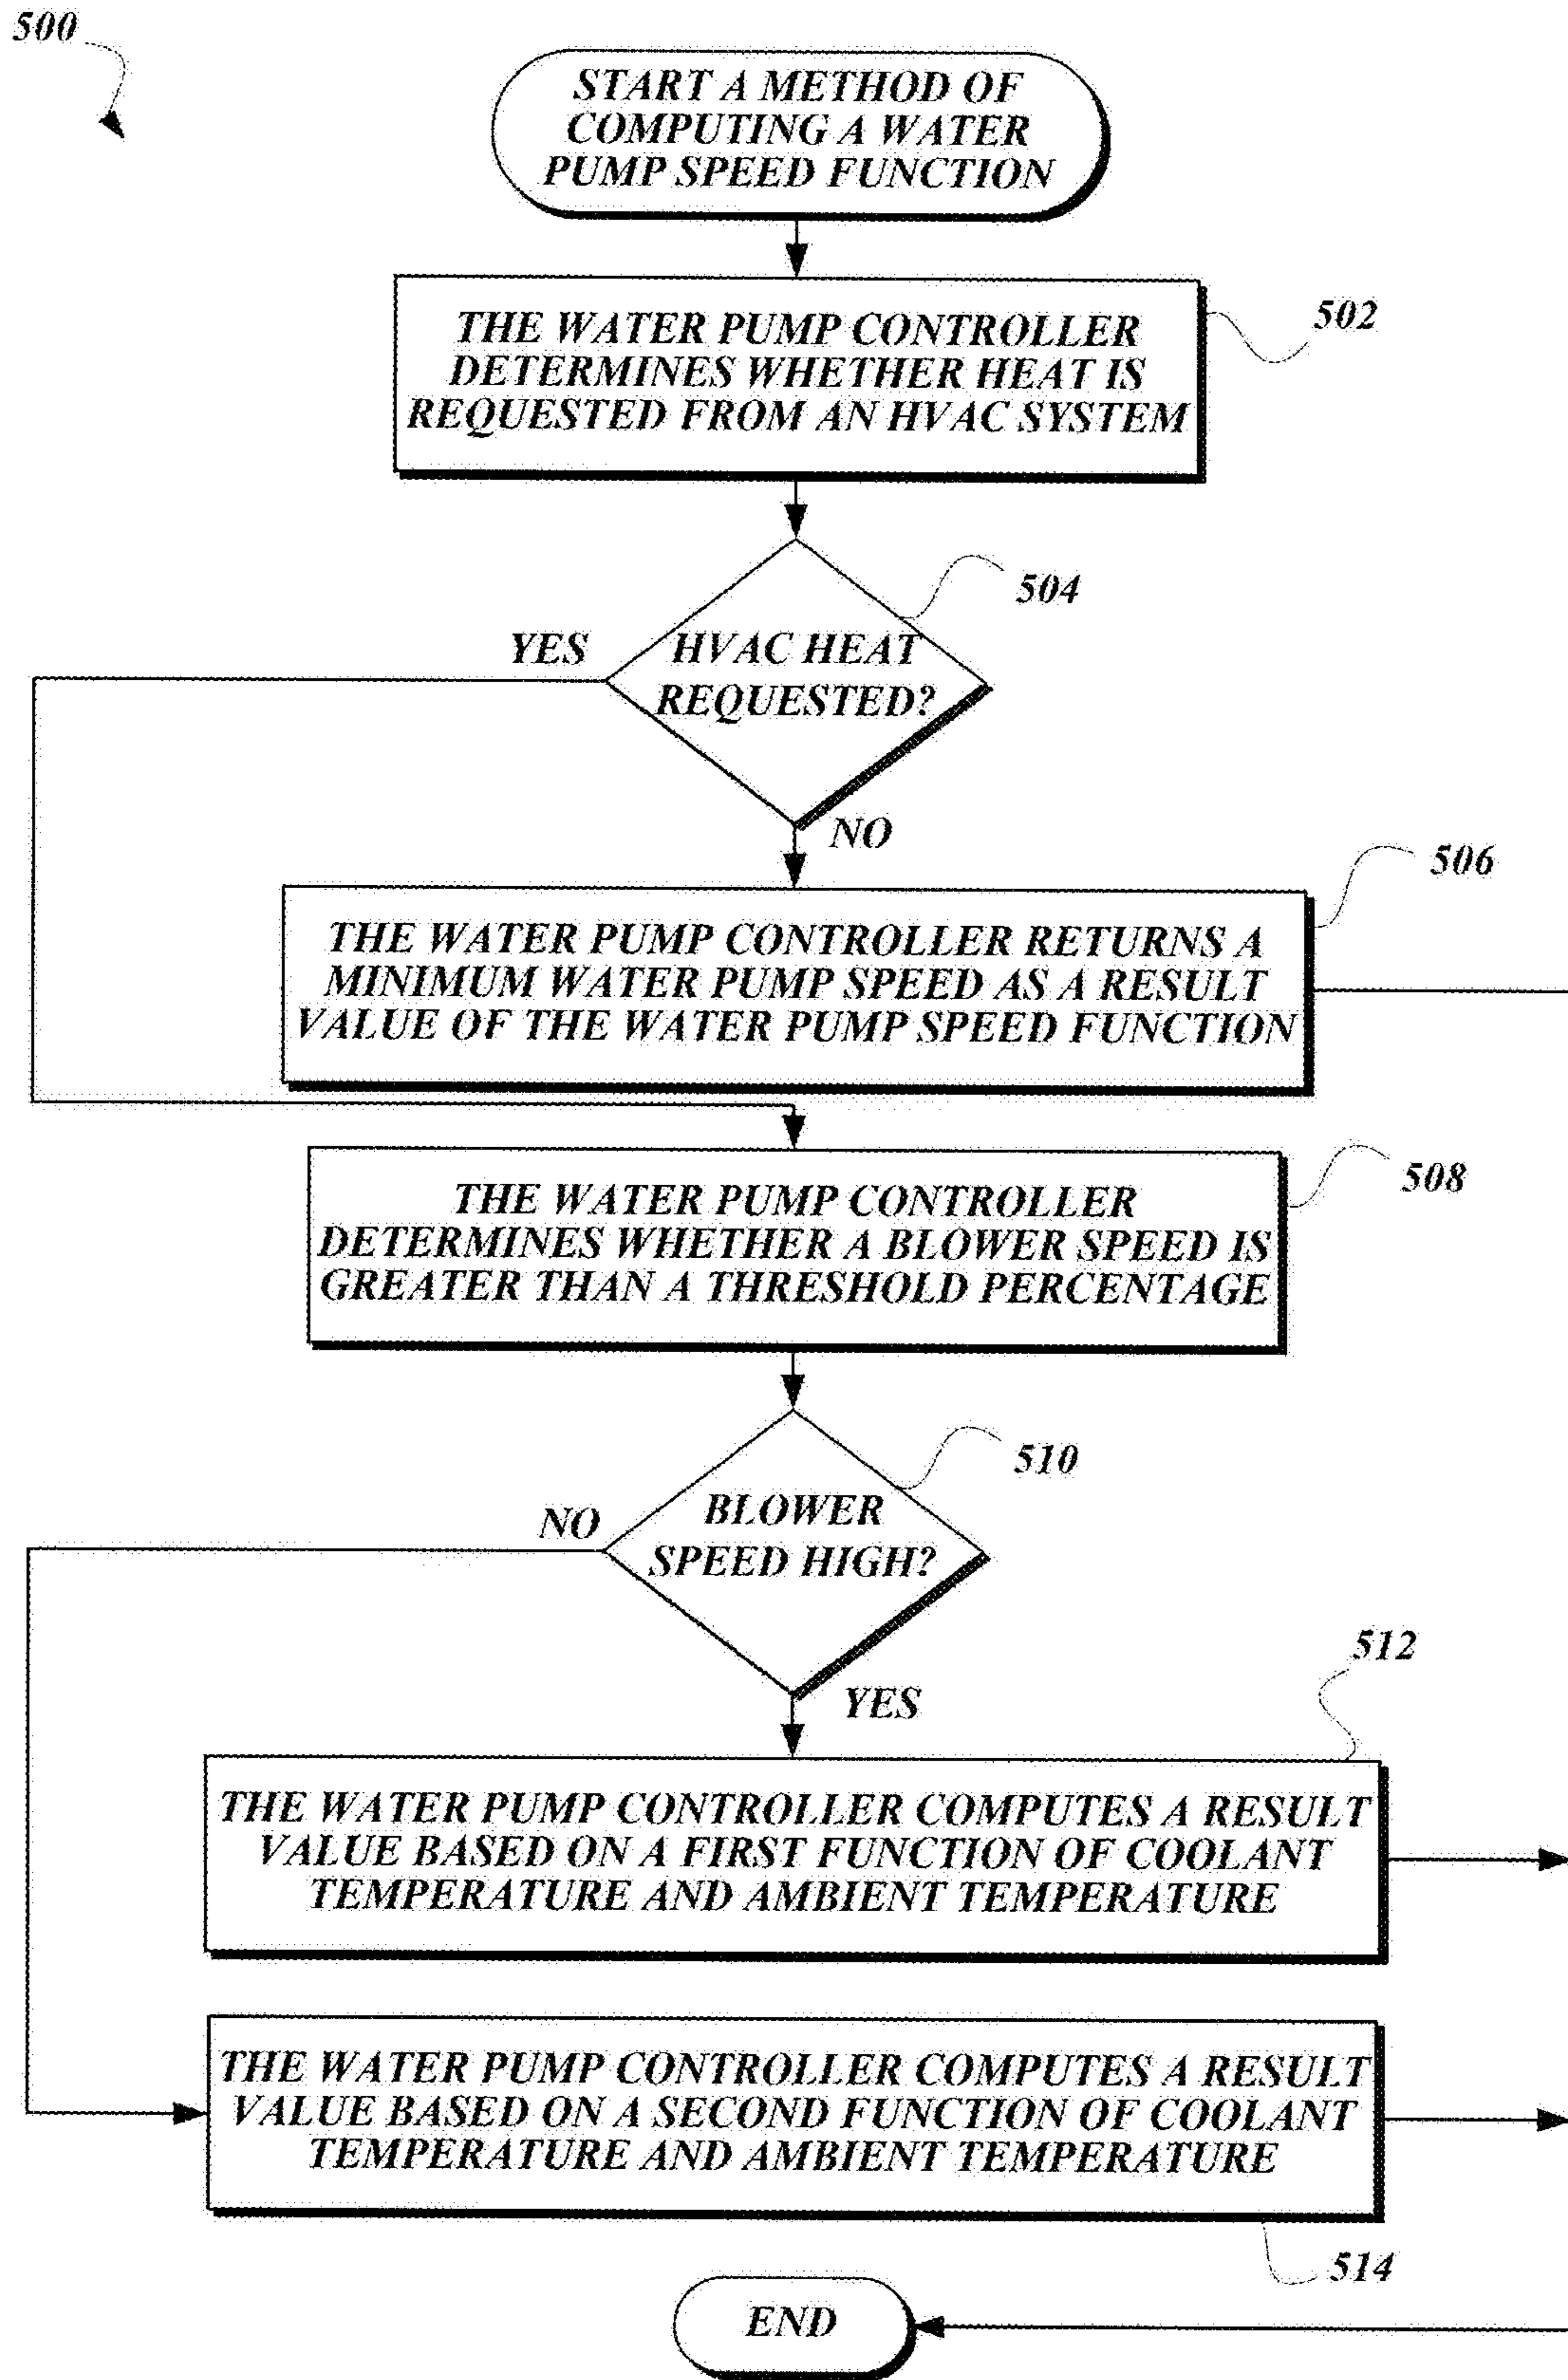 500
START A METHOD OF
COMPUTING A WATER
PUMP SPEED FUNCTION
THE WATER PUMP CONTROLLER
DETERMINES WHETHER HEAT IS
REQUESTED FROM AN HVAC SYSTEM
502
504
YES
HVAC HEAT
REQUESTED?
NO
506
THE WATER PUMP CONTROLLER RETURNS A
MINIMUM WATER PUMP SPEED AS A RESULT
VALUE OF THE WATER PUMP SPEED FUNCTION
508
THE WATER PUMP CONTROLLER
DETERMINES WHETHER A BLOWER SPEED IS
GREATER THAN A THRESHOLD PERCENTAGE
510
NO
BLOWER
SPEED HIGH?
YES
512
THE WATER PUMP CONTROLLER COMPUTES A RESULT
VALUE BASED ON A FIRST FUNCTION OF COOLANT
TEMPERATURE AND AMBIENT TEMPERATURE
THE WATER PUMP CONTROLLER COMPUTES A RESULT
VALUE BASED ON A SECOND FUNCTION OF COOLANT
TEMPERATURE AND AMBIENT TEMPERATURE
514
END